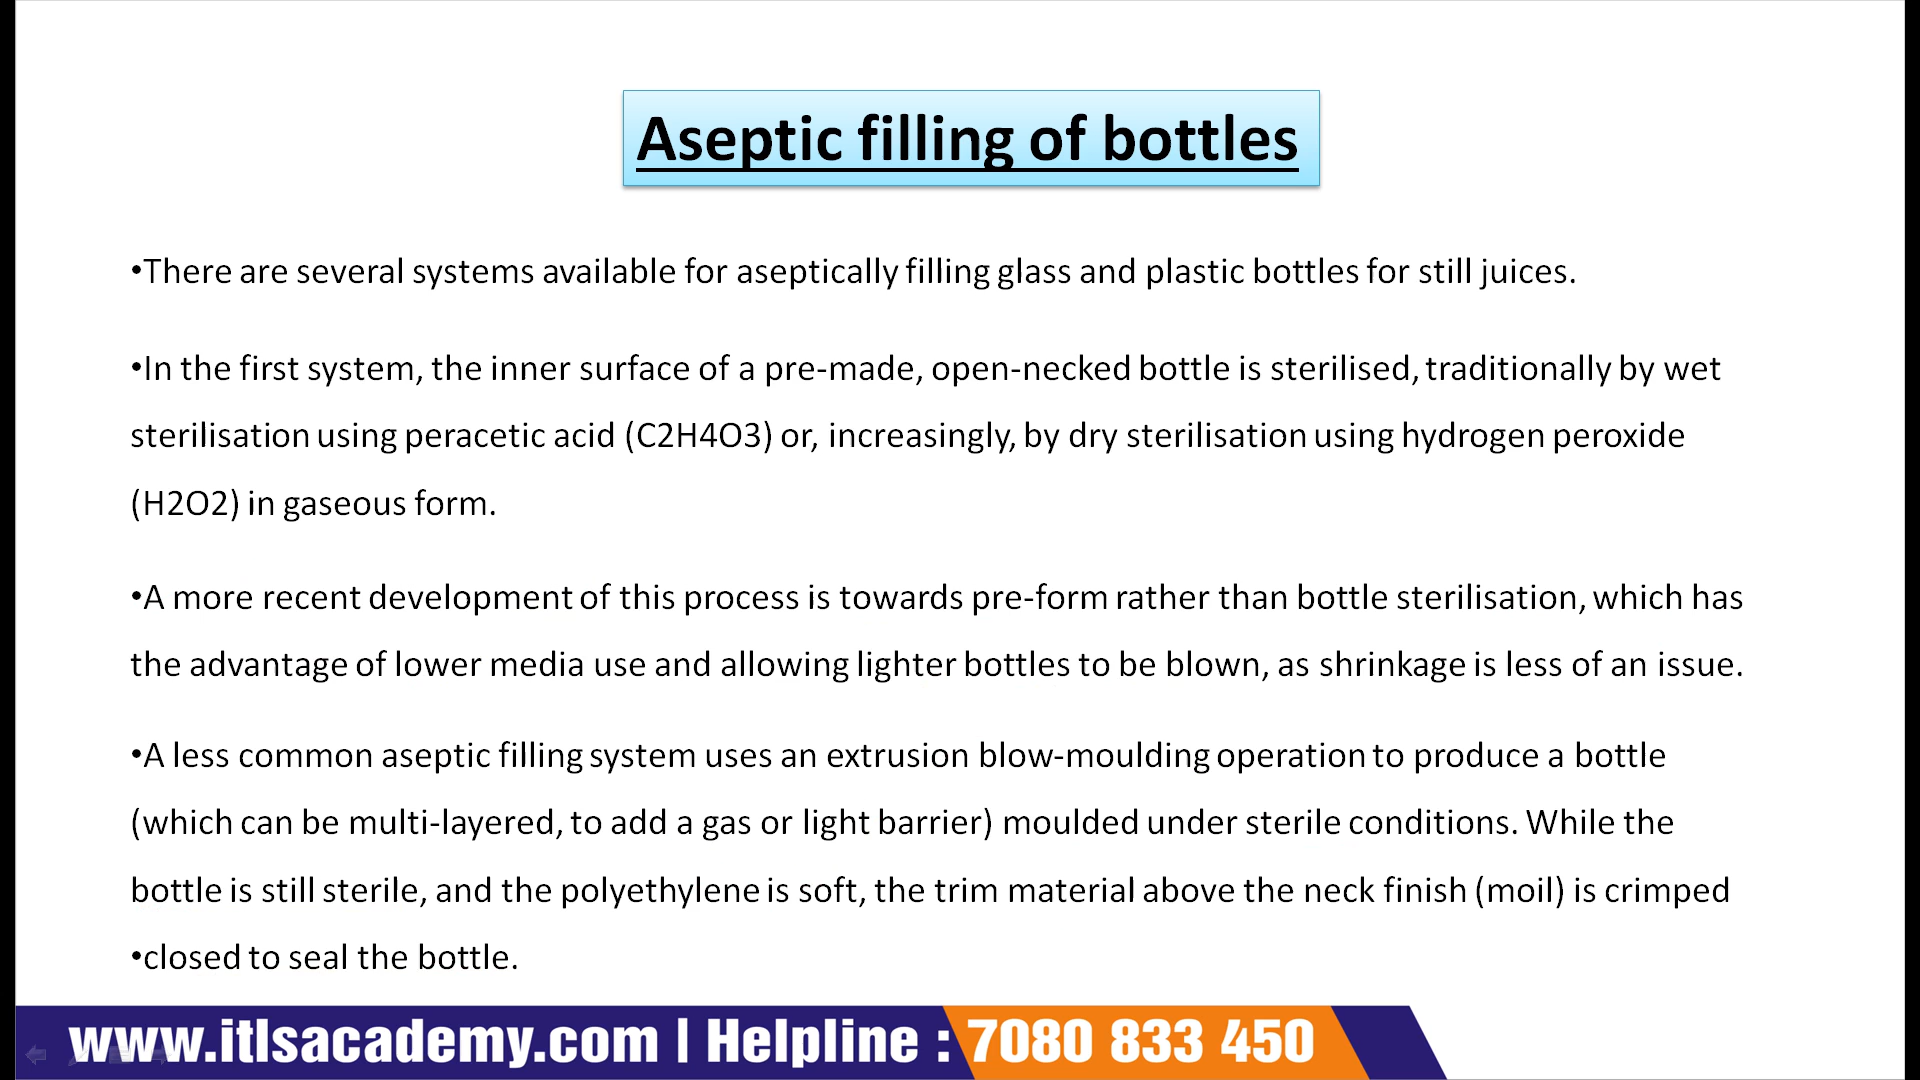 Aseptic filling of bottles
•There are several systems available for aseptically filling glass and plastic bottles for still juices.
•In the first system, the inner surface of a pre-made, open-necked bottle is sterilised, traditionally by wet
sterilisation using peracetic acid (C2H4O3) or, increasingly, by dry sterilisation using hydrogen peroxide
(H2O2) in gaseous form.
•A more recent development of this process is towards pre-form rather than bottle sterilisation, which has
the advantage of lower media use and allowing lighter bottles to be blown, as shrinkage is less of an issue.
•A less common aseptic filling system uses an extrusion blow-moulding operation to produce a bottle
(which can be multi-layered, to add a gas or light barrier) moulded under sterile conditions. While the
bottle is still sterile, and the polyethylene is soft, the trim material above the neck finish (moil) is crimped
•closed to seal the bottle.
www.itlsacademy.com | Helpline : 7080 833 450